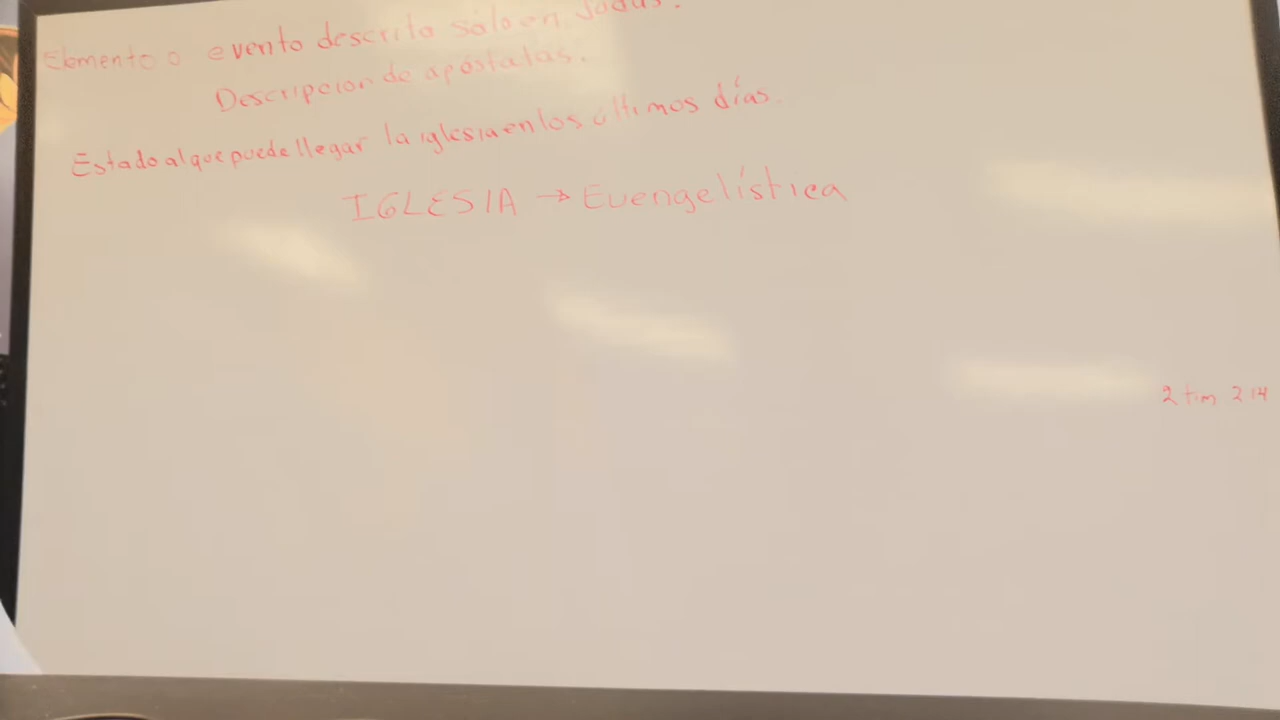 Elemento o evento descrito sólo en Judas.
Descripcion de apóstatas.
Estado al que puede llegar la iglesia en los últimos días.
IGLESIA → Evengelística
2 tim 2 14